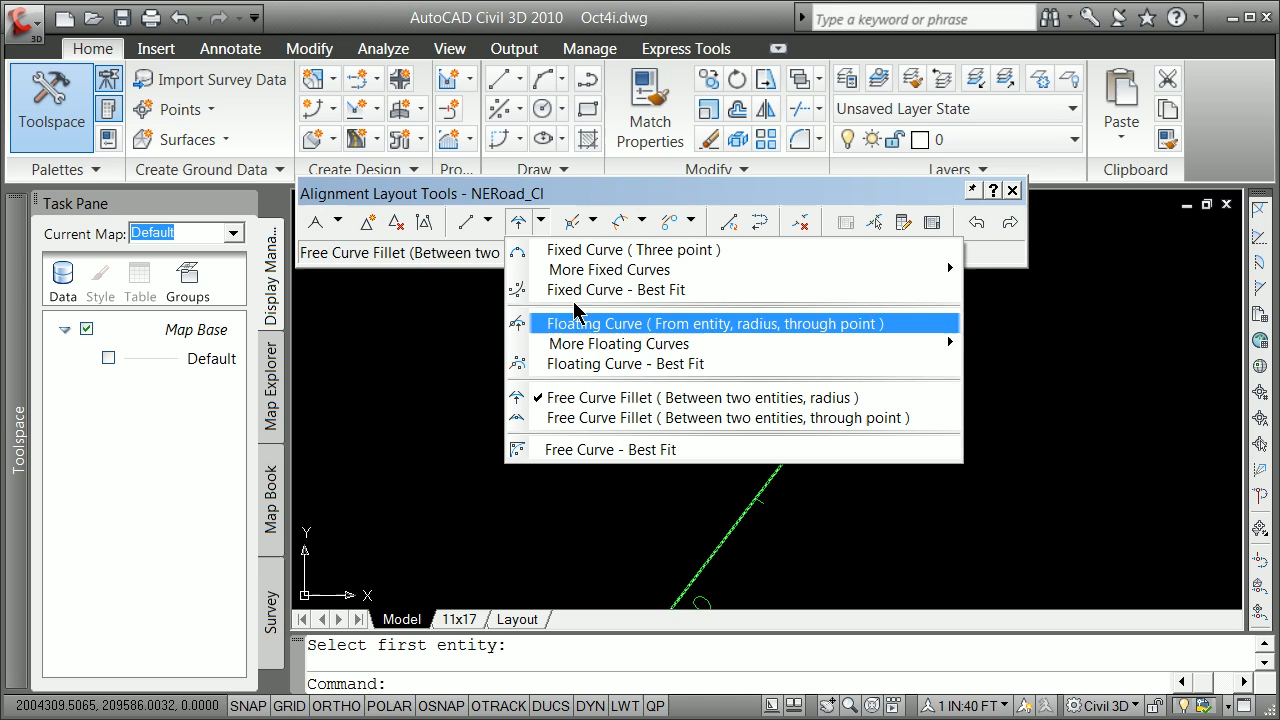 AutoCAD Civil 3D 2010 Oct4i.dwg
Type a keyword or phrase
3D
Home Insert Annotate Modify Analyze View Output Manage Express Tools
Toolspace
Import Survey Data
Points
Surfaces
Match
Properties
Unsaved Layer State
0
Paste
Palettes
Create Ground Data
Create Design
Pro...
Draw
Modify
Layers
Clipboard
Alignment Layout Tools - NERoad_Cl
Free Curve Fillet (Between two
Fixed Curve ( Three point )
More Fixed Curves
Fixed Curve - Best Fit
Floating Curve ( From entity, radius, through point )
More Floating Curves
Floating Curve - Best Fit
Free Curve Fillet ( Between two entities, radius )
Free Curve Fillet ( Between two entities, through point )
Free Curve - Best Fit
Task Pane
Current Map: Default
Data Style Table Groups
Map Base
Default
Display Mana...
Map Explorer
Map Book
Survey
Toolspace
Y
X
Model 11x17 Layout
Select first entity:
Command:
2004309.5065, 209586.0032, 0.0000 SNAP GRID ORTHO POLAR OSNAP OTRACK DUCS DYN LWT QP 1 IN:40 FT Civil 3D